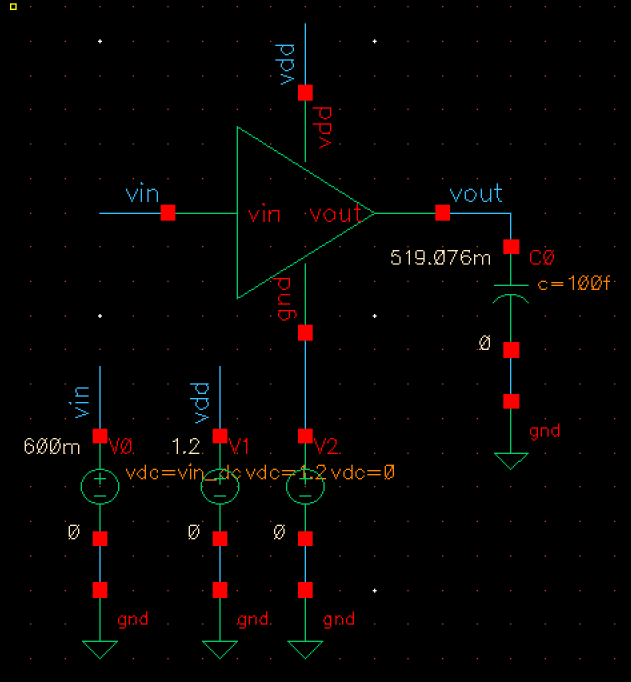 vdd
vdd
vin
vin
vout
vout
gnd
519.076m
C0
c=100f
0
gnd
vin
vdd
600m
V0
1.2
V1
V2
vdc=vin_dc
vdc=1.2
vdc=0
0
0
0
gnd
gnd
gnd